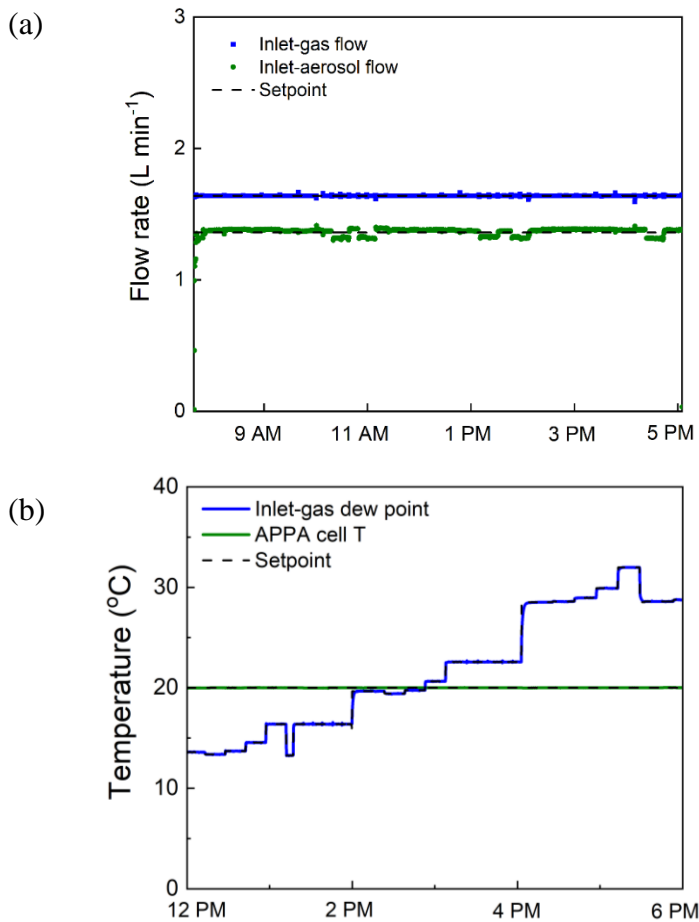 (a)
3
2
1
0
Flow rate (L min⁻¹)
Inlet-gas flow
Inlet-aerosol flow
Setpoint
9 AM 11 AM 1 PM 3 PM 5 PM
(b)
40
30
20
10
0
Temperature (°C)
Inlet-gas dew point
APPA cell T
Setpoint
12 PM 2 PM 4 PM 6 PM